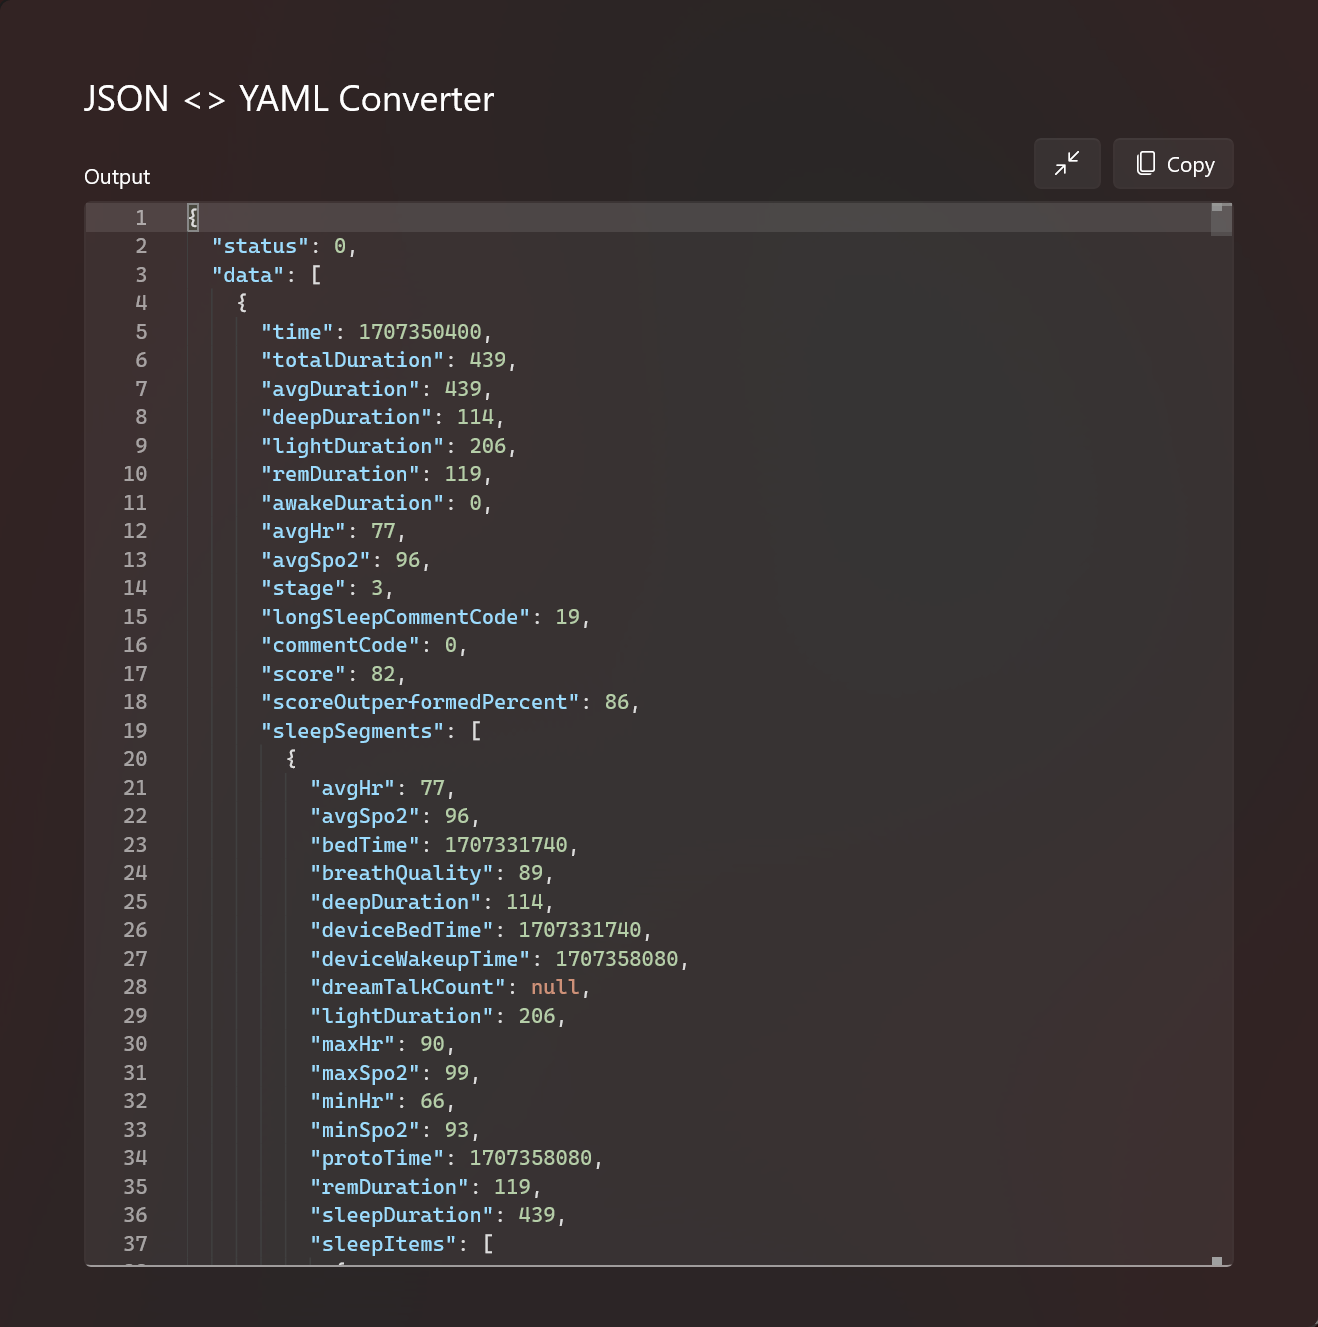 JSON <> YAML Converter
Output
Copy
1 {
2 "status": 0,
3 "data": [
4 {
5 "time": 1707350400,
6 "totalDuration": 439,
7 "avgDuration": 439,
8 "deepDuration": 114,
9 "lightDuration": 206,
10 "remDuration": 119,
11 "awakeDuration": 0,
12 "avgHr": 77,
13 "avgSpo2": 96,
14 "stage": 3,
15 "longSleepCommentCode": 19,
16 "commentCode": 0,
17 "score": 82,
18 "scoreOutperformedPercent": 86,
19 "sleepSegments": [
20 {
21 "avgHr": 77,
22 "avgSpo2": 96,
23 "bedTime": 1707331740,
24 "breathQuality": 89,
25 "deepDuration": 114,
26 "deviceBedTime": 1707331740,
27 "deviceWakeupTime": 1707358080,
28 "dreamTalkCount": null,
29 "lightDuration": 206,
30 "maxHr": 90,
31 "maxSpo2": 99,
32 "minHr": 66,
33 "minSpo2": 93,
34 "protoTime": 1707358080,
35 "remDuration": 119,
36 "sleepDuration": 439,
37 "sleepItems": [